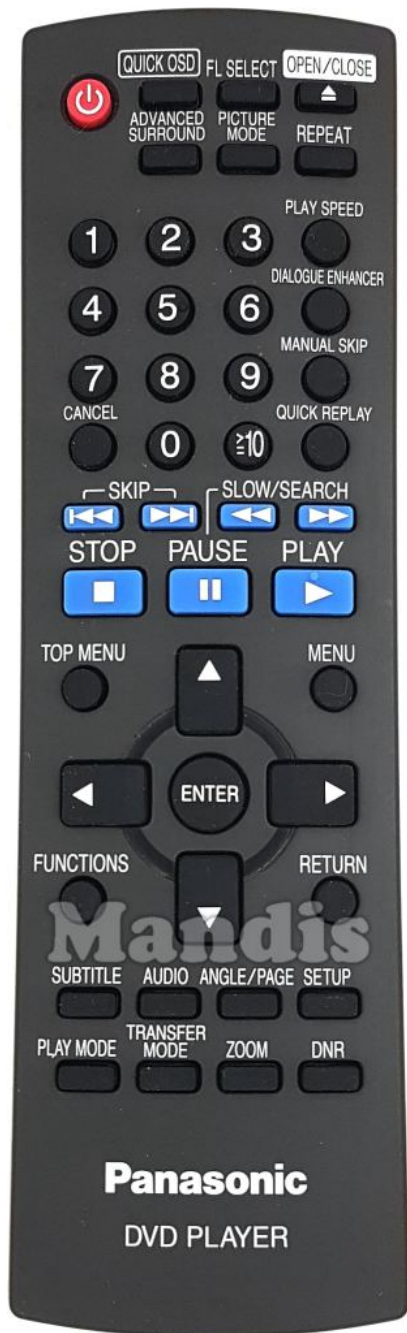 QUICK OSD FL SELECT OPEN/CLOSE
ADVANCED SURROUND PICTURE MODE REPEAT
PLAY SPEED
1 2 3
DIALOGUE ENHANCER
4 5 6
MANUAL SKIP
7 8 9
CANCEL QUICK REPLAY
0 ≧10
SKIP SLOW/SEARCH
STOP PAUSE PLAY
TOP MENU MENU
ENTER
FUNCTIONS RETURN
Mandis
SUBTITLE AUDIO ANGLE/PAGE SETUP
PLAY MODE TRANSFER MODE ZOOM DNR
Panasonic
DVD PLAYER